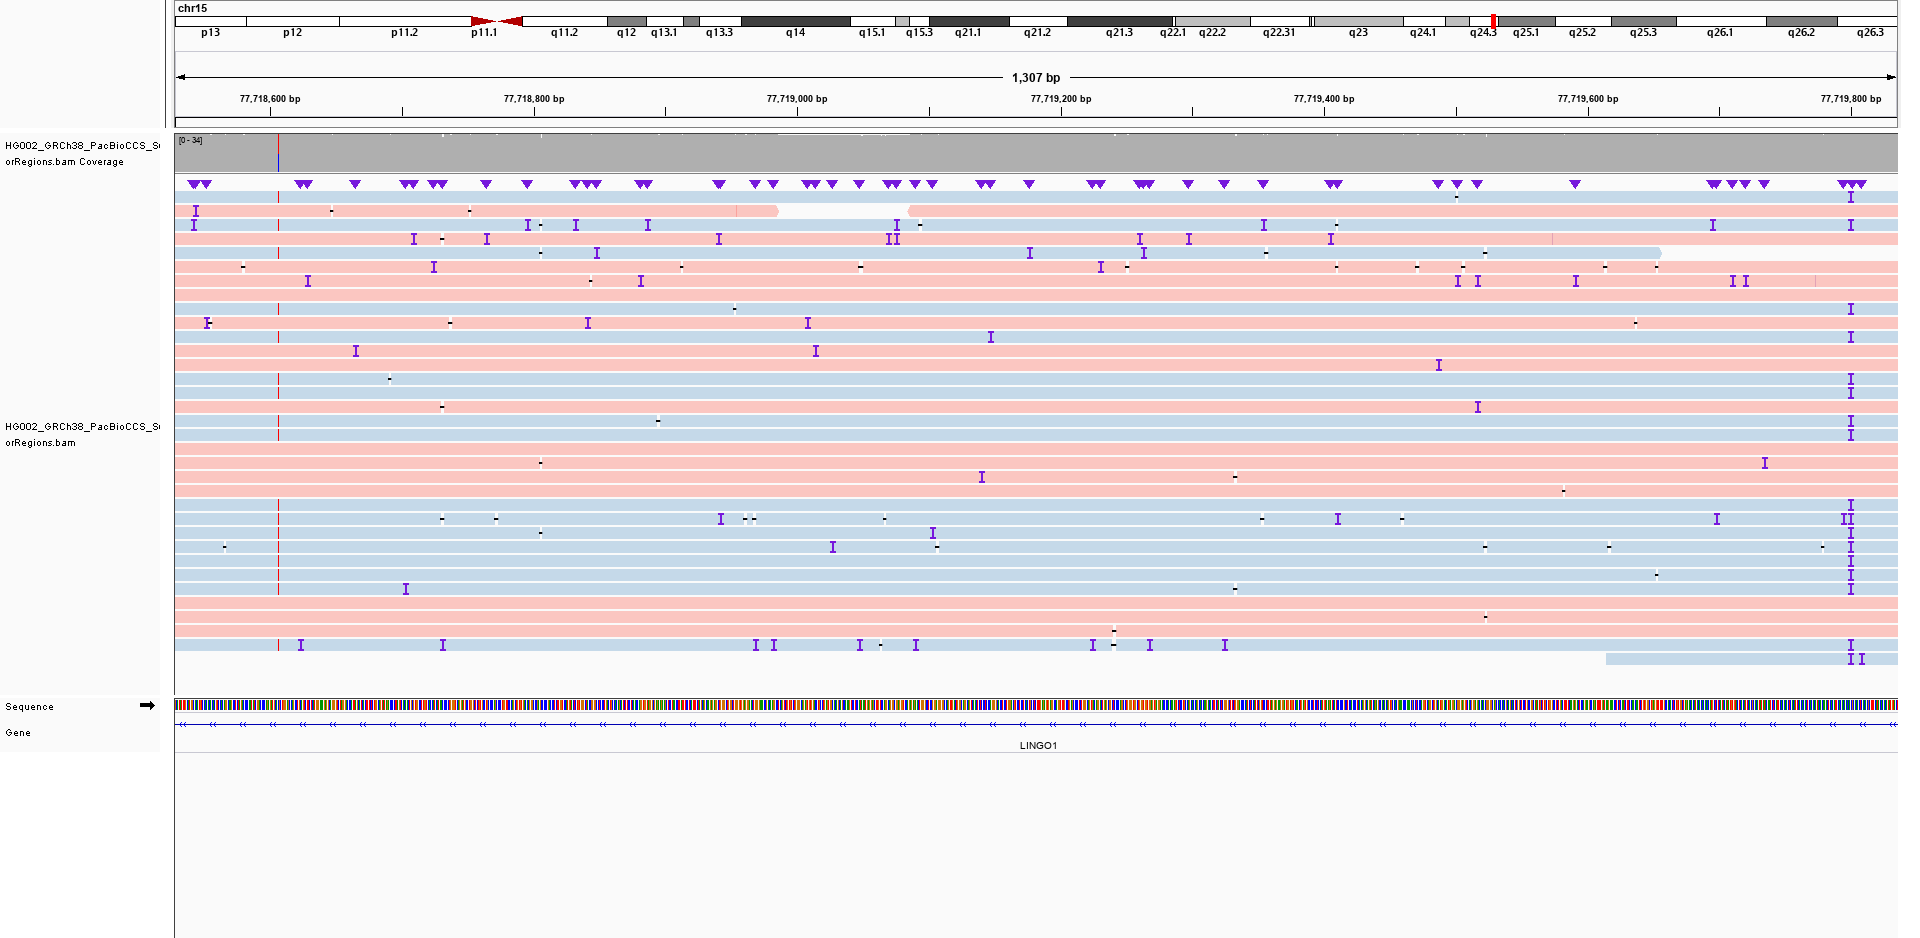 chr15
p13 p12 p11.2 p11.1 q11.2 q12 q13.1 q13.3 q14 q15.1 q15.3 q21.1 q21.2 q21.3 q22.1 q22.2 q22.31 q23 q24.1 q24.3 q25.1 q25.2 q25.3 q26.1 q26.2 q26.3
1,307 bp
77,718,600 bp 77,718,800 bp 77,719,000 bp 77,719,200 bp 77,719,400 bp 77,719,600 bp 77,719,800 bp
[0 - 34]
HG002_GRCh38_PacBioCCS_S
orRegions.bam Coverage
HG002_GRCh38_PacBioCCS_S
orRegions.bam
Sequence
Gene
LINGO1